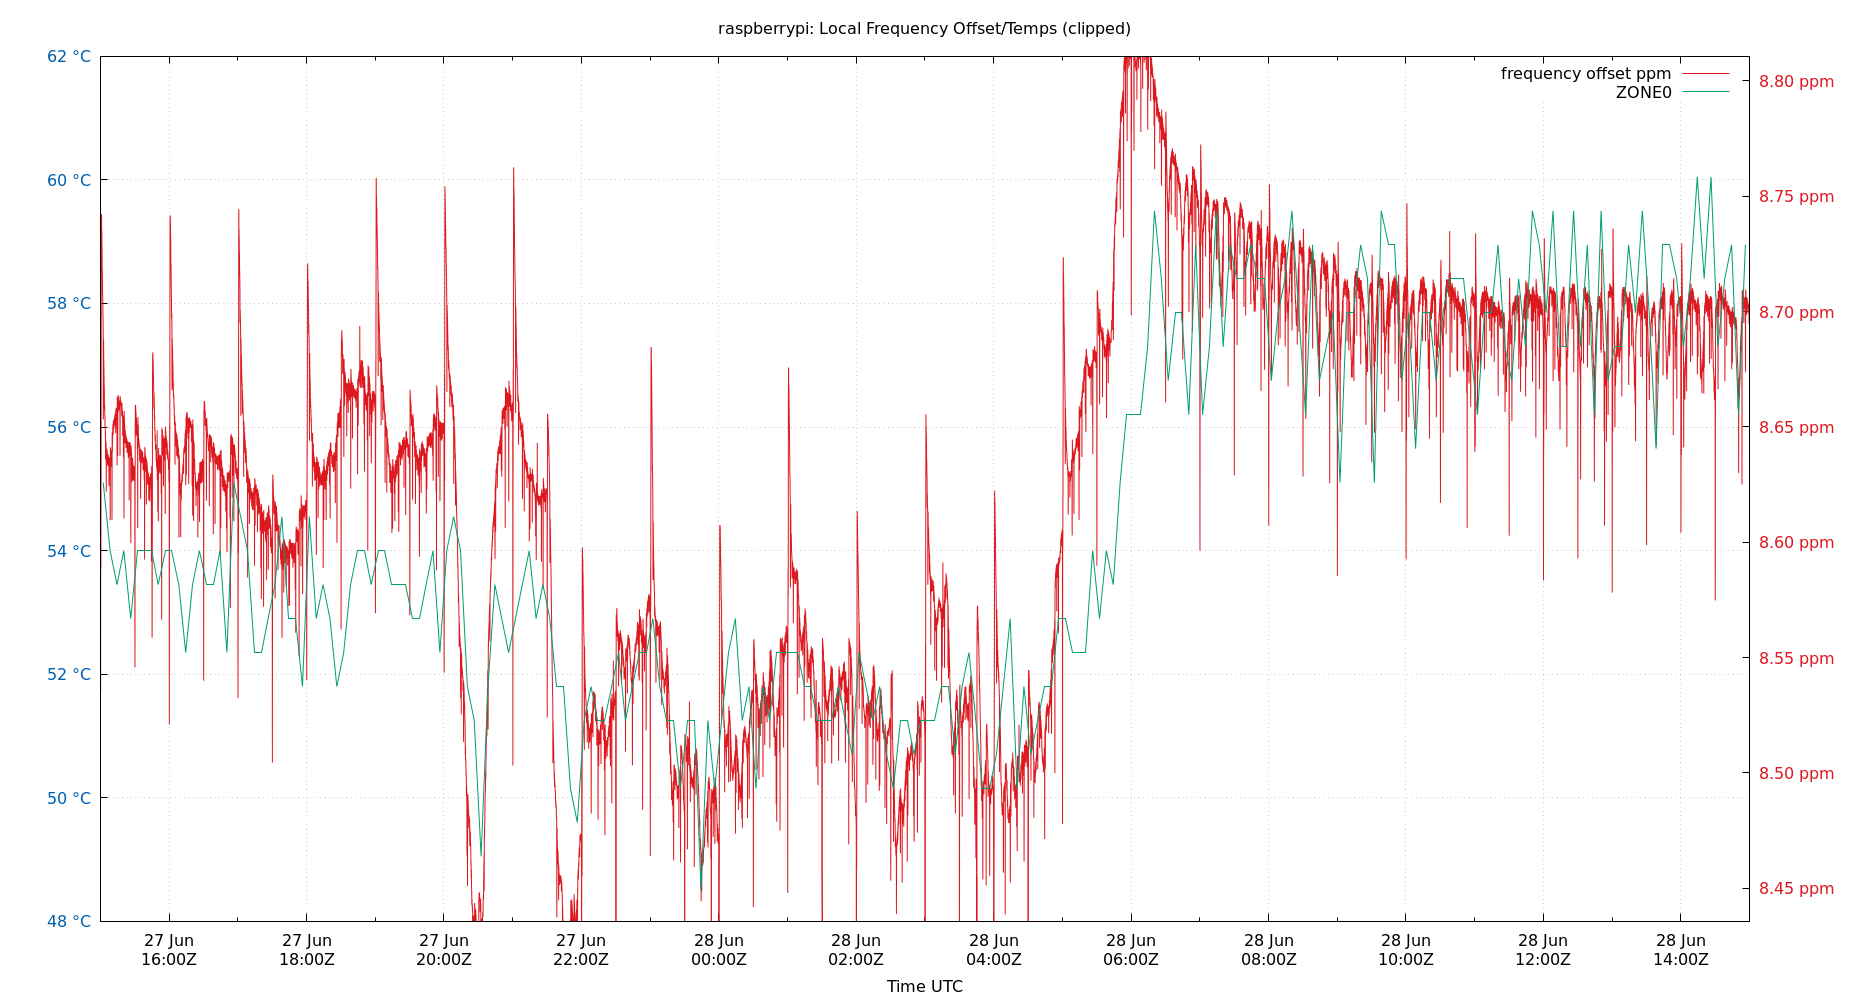 raspberrypi: Local Frequency Offset/Temps (clipped)
62 °C
60 °C
58 °C
56 °C
54 °C
52 °C
50 °C
48 °C
frequency offset ppm
ZONE0
8.80 ppm
8.75 ppm
8.70 ppm
8.65 ppm
8.60 ppm
8.55 ppm
8.50 ppm
8.45 ppm
27 Jun
16:00Z
27 Jun
18:00Z
27 Jun
20:00Z
27 Jun
22:00Z
28 Jun
00:00Z
28 Jun
02:00Z
28 Jun
04:00Z
28 Jun
06:00Z
28 Jun
08:00Z
28 Jun
10:00Z
28 Jun
12:00Z
28 Jun
14:00Z
Time UTC